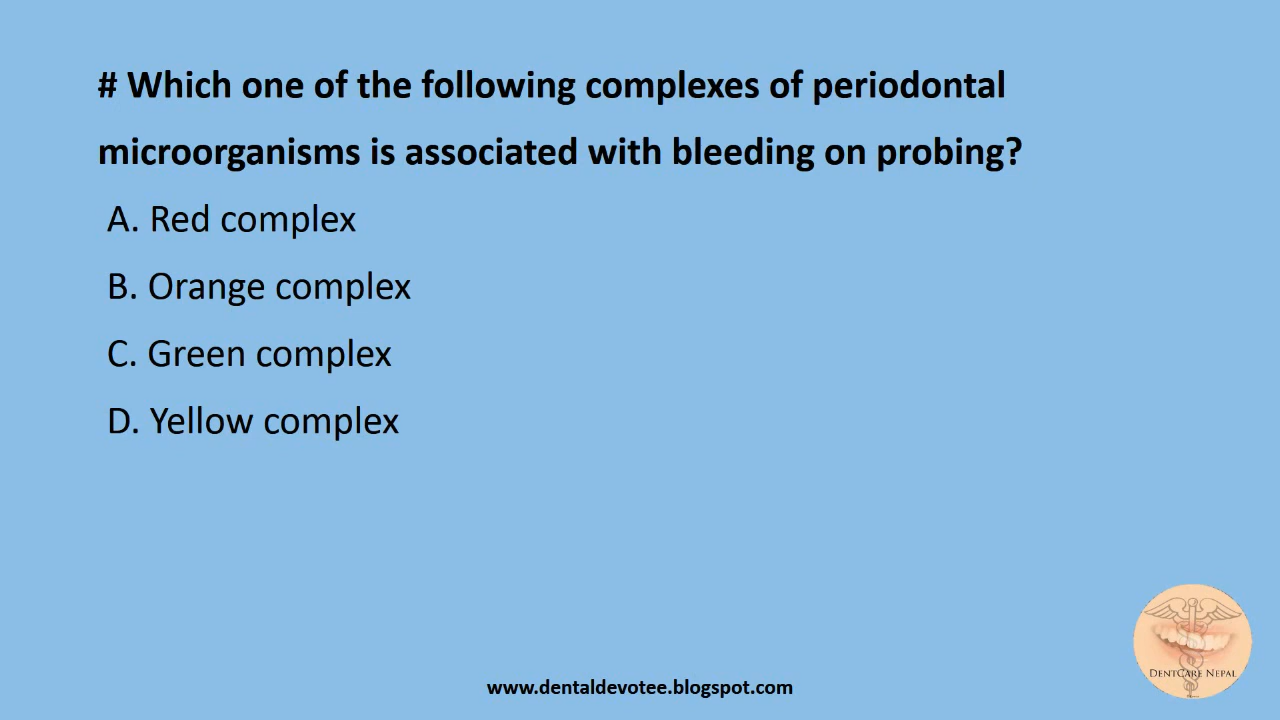 # Which one of the following complexes of periodontal
microorganisms is associated with bleeding on probing?
A. Red complex
B. Orange complex
C. Green complex
D. Yellow complex
DentCare Nepal
www.dentaldevotee.blogspot.com